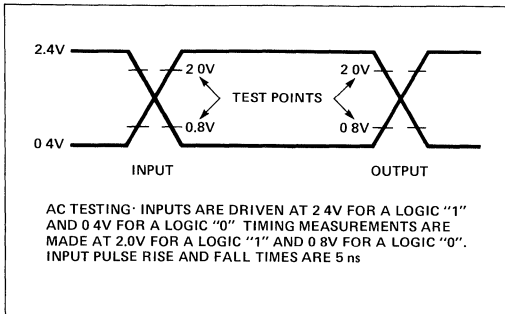 2.4V
2 0V
2 0V
TEST POINTS
0.8V
0 8V
0 4V
INPUT
OUTPUT
AC TESTING· INPUTS ARE DRIVEN AT 2 4V FOR A LOGIC "1"
AND 0 4V FOR A LOGIC "0" TIMING MEASUREMENTS ARE
MADE AT 2.0V FOR A LOGIC "1" AND 0 8V FOR A LOGIC "0".
INPUT PULSE RISE AND FALL TIMES ARE 5 ns